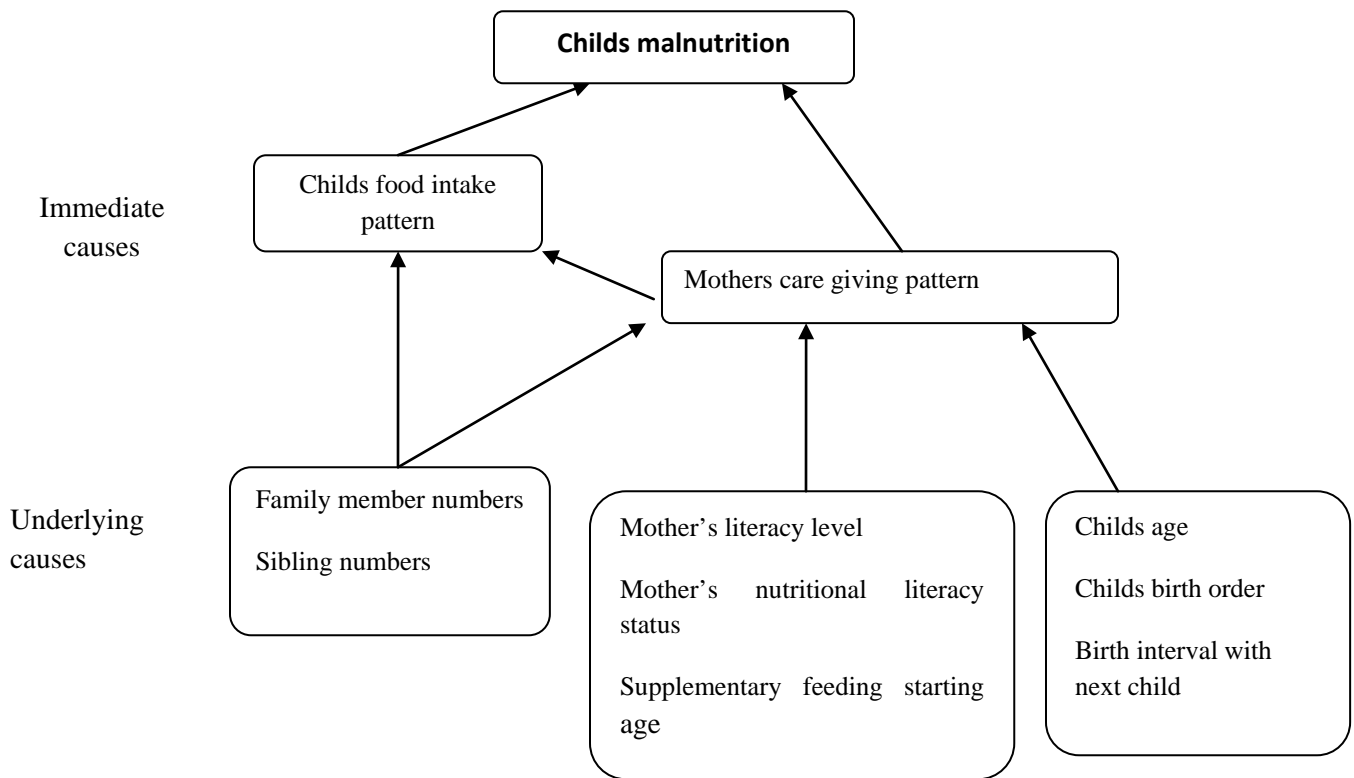 Childs malnutrition
Childs food intake
pattern
Immediate
causes
Mothers care giving pattern
Underlying
causes
Family member numbers
Sibling numbers
Mother’s literacy level
Mother’s nutritional literacy
status
Supplementary feeding starting
age
Childs age
Childs birth order
Birth interval with
next child